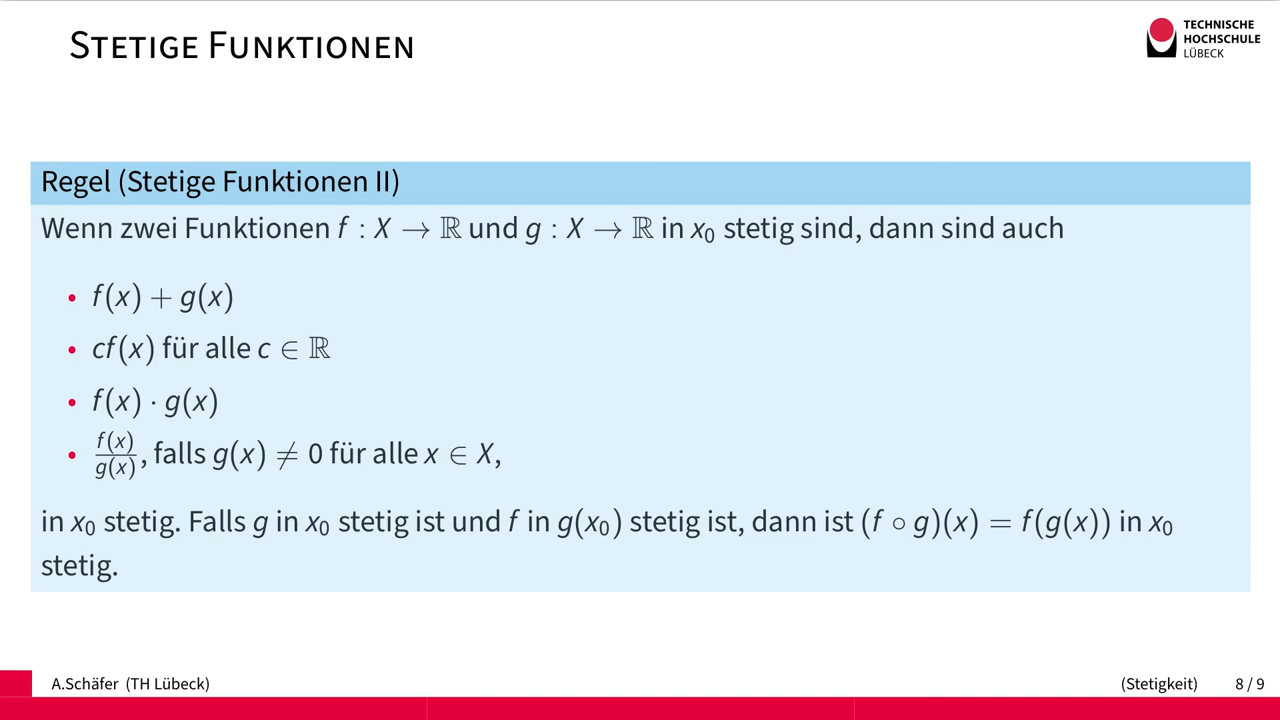 STETIGE FUNKTIONEN
TECHNISCHE
HOCHSCHULE
LÜBECK
Regel (Stetige Funktionen II)
Wenn zwei Funktionen f : X → ℝ und g : X → ℝ in x₀ stetig sind, dann sind auch
• f(x) + g(x)
• cf(x) für alle c ∈ ℝ
• f(x) · g(x)
• f(x)/g(x), falls g(x) ≠ 0 für alle x ∈ X,
in x₀ stetig. Falls g in x₀ stetig ist und f in g(x₀) stetig ist, dann ist (f ∘ g)(x) = f(g(x)) in x₀
stetig.
A.Schäfer (TH Lübeck) (Stetigkeit) 8 / 9